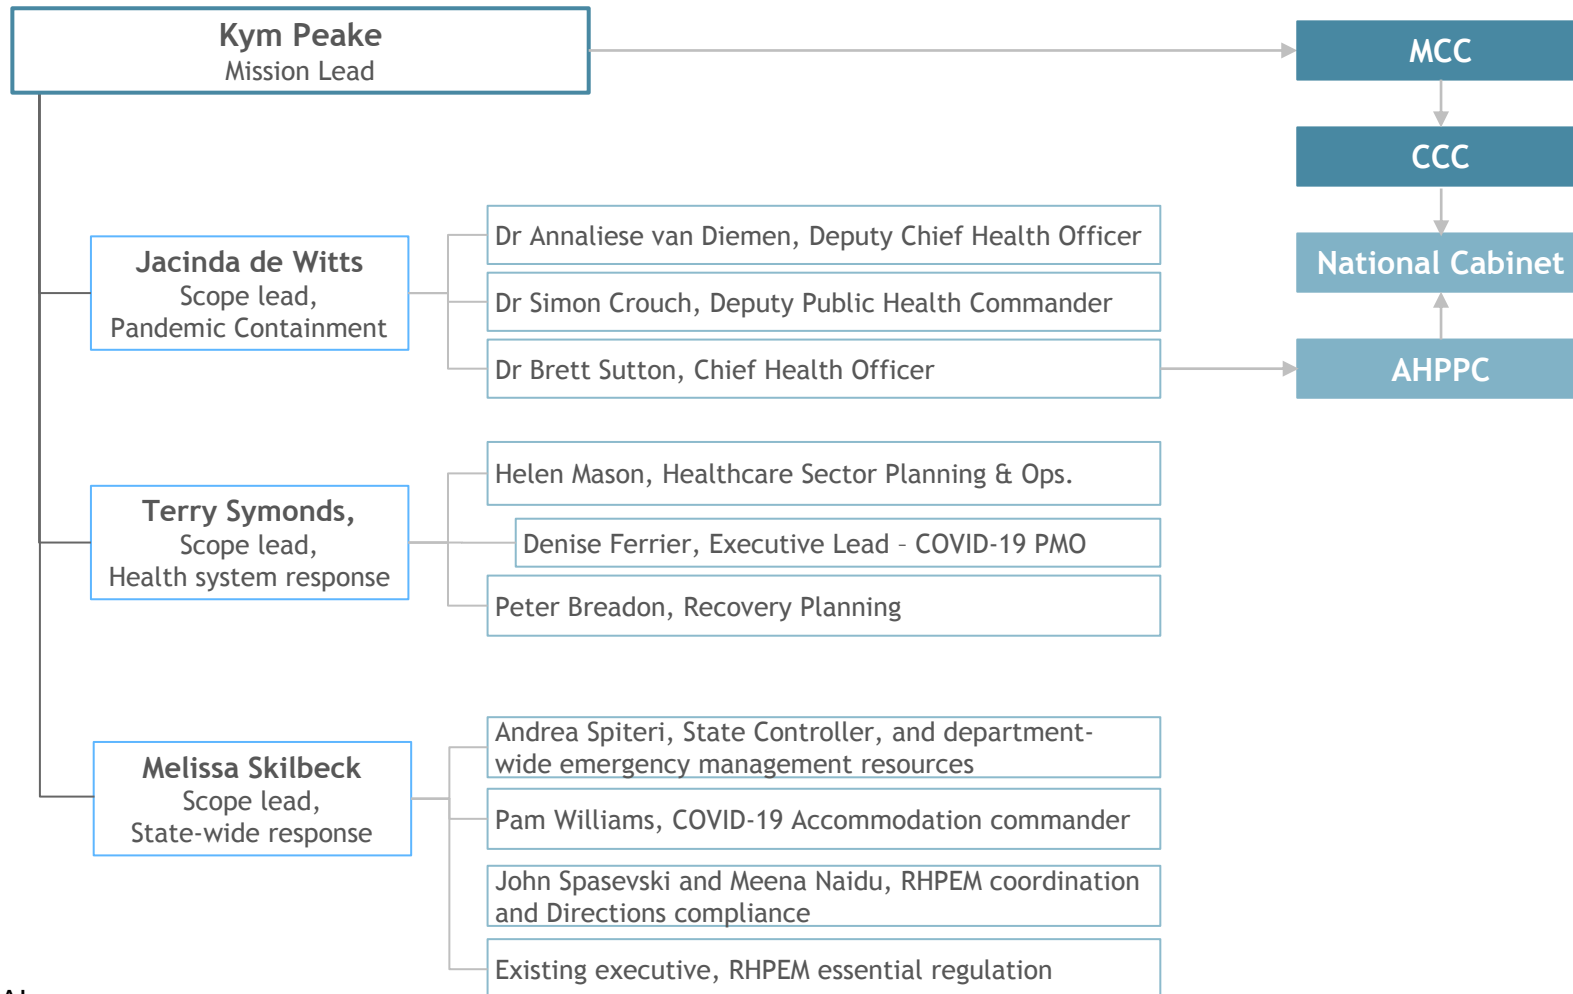 Kym Peake
Mission Lead
MCC
CCC
National Cabinet
AHPPC
Jacinda de Witts
Scope lead,
Pandemic Containment
Dr Annaliese van Diemen, Deputy Chief Health Officer
Dr Simon Crouch, Deputy Public Health Commander
Dr Brett Sutton, Chief Health Officer
Terry Symonds,
Scope lead,
Health system response
Helen Mason, Healthcare Sector Planning & Ops.
Denise Ferrier, Executive Lead – COVID-19 PMO
Peter Breadon, Recovery Planning
Melissa Skilbeck
Scope lead,
State-wide response
Andrea Spiteri, State Controller, and department-
wide emergency management resources
Pam Williams, COVID-19 Accommodation commander
John Spasevski and Meena Naidu, RHPEM coordination
and Directions compliance
Existing executive, RHPEM essential regulation